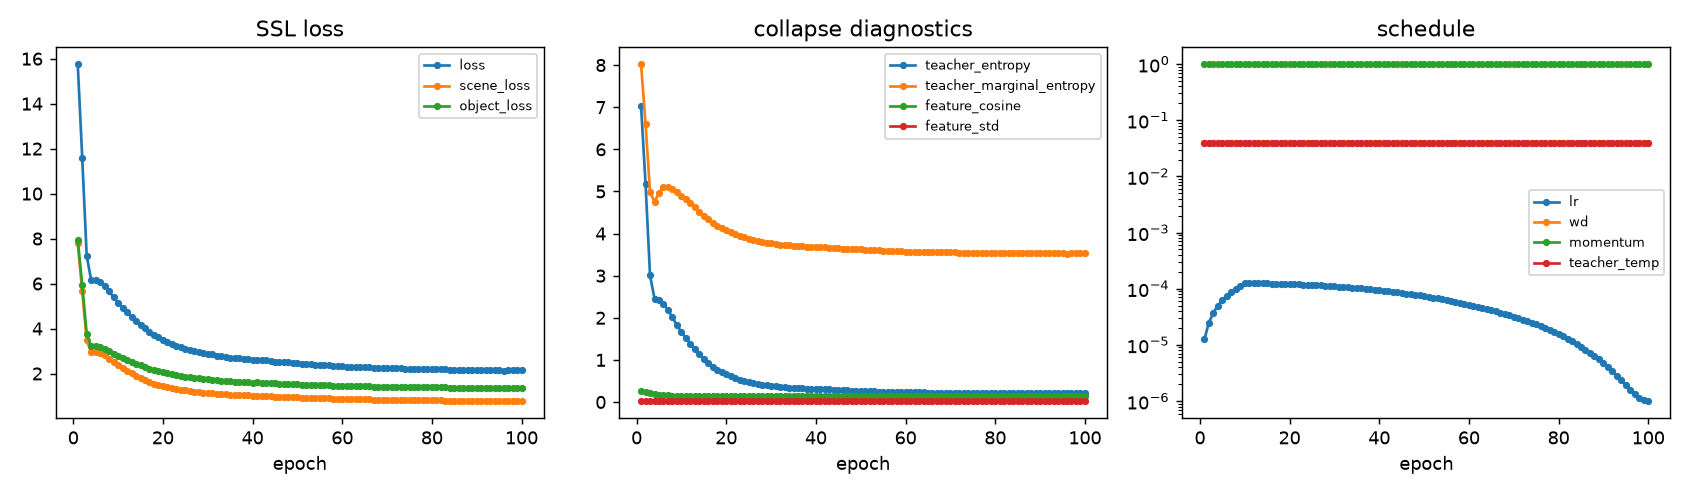 SSL loss
loss
scene_loss
object_loss
16
14
12
10
8
6
4
2
0
20
40
60
80
100
epoch
collapse diagnostics
teacher_entropy
teacher_marginal_entropy
feature_cosine
feature_std
8
7
6
5
4
3
2
1
0
0
20
40
60
80
100
epoch
schedule
lr
wd
momentum
teacher_temp
10⁰
10⁻¹
10⁻²
10⁻³
10⁻⁴
10⁻⁵
10⁻⁶
0
20
40
60
80
100
epoch